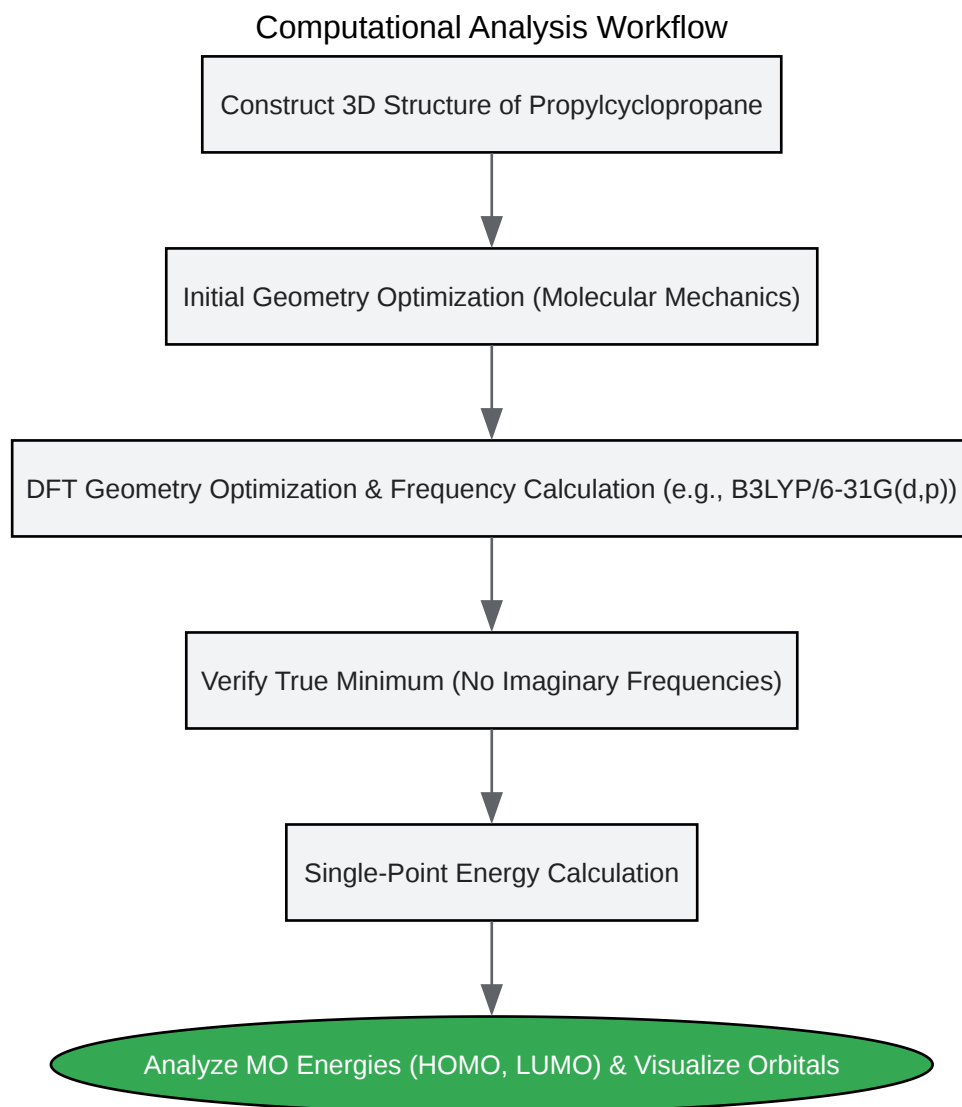 Computational Analysis Workflow
Construct 3D Structure of Propylcyclopropane
Initial Geometry Optimization (Molecular Mechanics)
DFT Geometry Optimization & Frequency Calculation (e.g., B3LYP/6-31G(d,p))
Verify True Minimum (No Imaginary Frequencies)
Single-Point Energy Calculation
Analyze MO Energies (HOMO, LUMO) & Visualize Orbitals